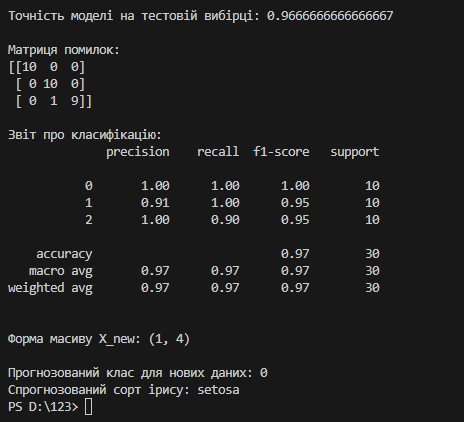 Точність моделі на тестовій вибірці: 0.9666666666666667
Матриця помилок:
[[10  0  0]
 [ 0 10  0]
 [ 0  1  9]]
Звіт про класифікацію:
              precision    recall  f1-score   support
           0       1.00      1.00      1.00        10
           1       0.91      1.00      0.95        10
           2       1.00      0.90      0.95        10
    accuracy                           0.97        30
   macro avg       0.97      0.97      0.97        30
weighted avg       0.97      0.97      0.97        30
Форма масиву X_new: (1, 4)
Прогнозований клас для нових даних: 0
Спрогнозований сорт ірису: setosa
PS D:\123>